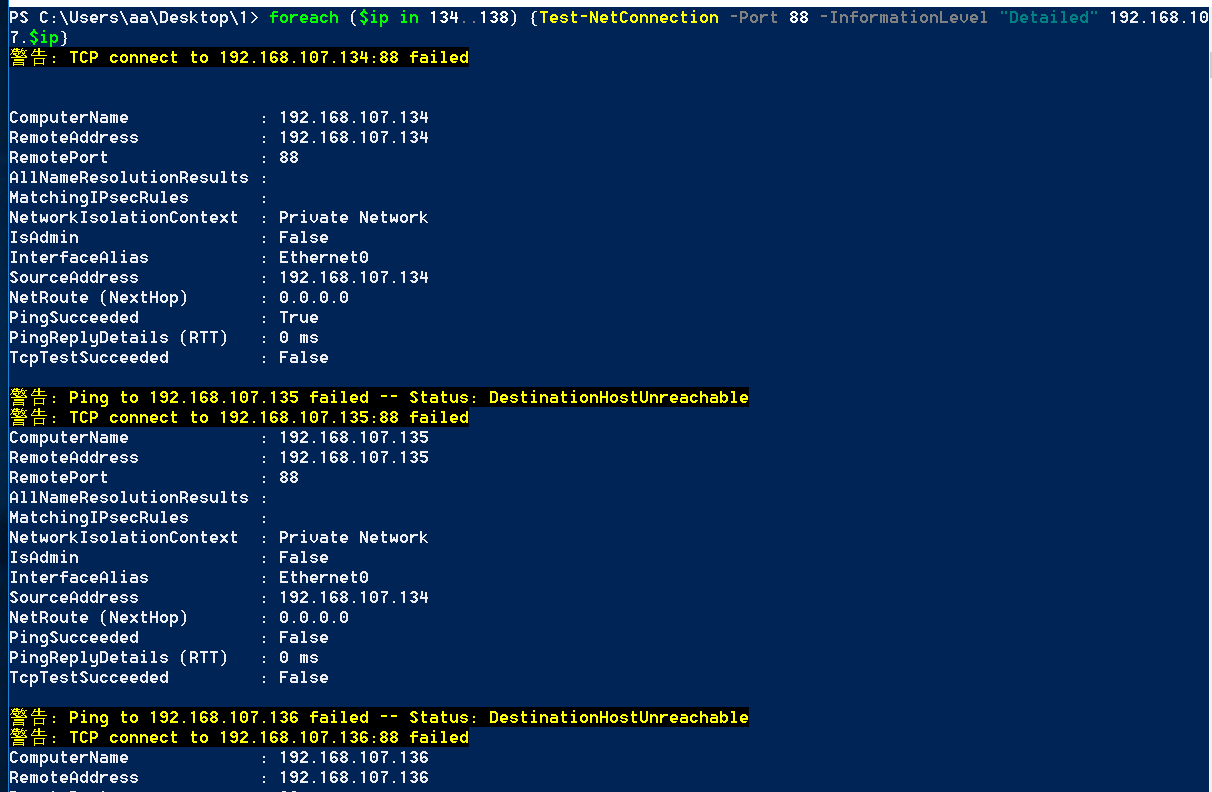 PS C:\Users\aa\Desktop\1> foreach ($ip in 134..138) {Test-NetConnection -Port 88 -InformationLevel "Detailed" 192.168.10
7.$ip}
警告: TCP connect to 192.168.107.134:88 failed
ComputerName : 192.168.107.134
RemoteAddress : 192.168.107.134
RemotePort : 88
AllNameResolutionResults :
MatchingIPsecRules :
NetworkIsolationContext : Private Network
IsAdmin : False
InterfaceAlias : Ethernet0
SourceAddress : 192.168.107.134
NetRoute (NextHop) : 0.0.0.0
PingSucceeded : True
PingReplyDetails (RTT) : 0 ms
TcpTestSucceeded : False
警告: Ping to 192.168.107.135 failed -- Status: DestinationHostUnreachable
警告: TCP connect to 192.168.107.135:88 failed
ComputerName : 192.168.107.135
RemoteAddress : 192.168.107.135
RemotePort : 88
AllNameResolutionResults :
MatchingIPsecRules :
NetworkIsolationContext : Private Network
IsAdmin : False
InterfaceAlias : Ethernet0
SourceAddress : 192.168.107.134
NetRoute (NextHop) : 0.0.0.0
PingSucceeded : False
PingReplyDetails (RTT) : 0 ms
TcpTestSucceeded : False
警告: Ping to 192.168.107.136 failed -- Status: DestinationHostUnreachable
警告: TCP connect to 192.168.107.136:88 failed
ComputerName : 192.168.107.136
RemoteAddress : 192.168.107.136